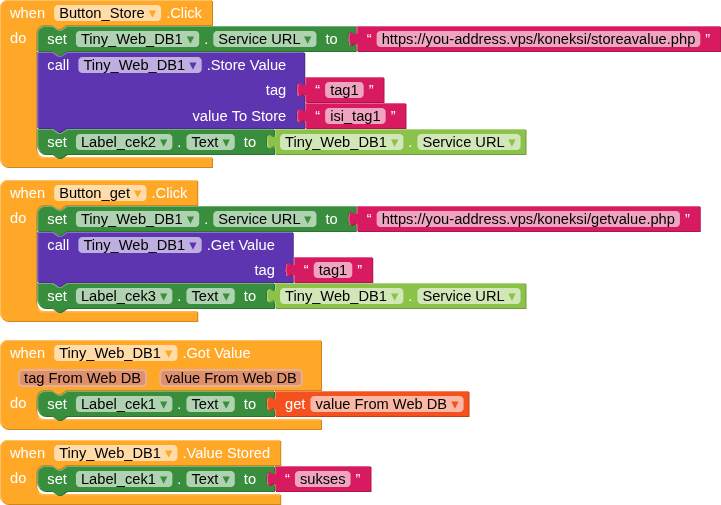 when Button_Store ▾ .Click
do set Tiny_Web_DB1 ▾ . Service URL ▾ to “ https://you-address.vps/koneksi/storeavalue.php ”
call Tiny_Web_DB1 ▾ .Store Value
tag “ tag1 ”
value To Store “ isi_tag1 ”
set Label_cek2 ▾ . Text ▾ to Tiny_Web_DB1 ▾ . Service URL ▾
when Button_get ▾ .Click
do set Tiny_Web_DB1 ▾ . Service URL ▾ to “ https://you-address.vps/koneksi/getvalue.php ”
call Tiny_Web_DB1 ▾ .Get Value
tag “ tag1 ”
set Label_cek3 ▾ . Text ▾ to Tiny_Web_DB1 ▾ . Service URL ▾
when Tiny_Web_DB1 ▾ .Got Value
tag From Web DB value From Web DB
do set Label_cek1 ▾ . Text ▾ to get value From Web DB ▾
when Tiny_Web_DB1 ▾ .Value Stored
do set Label_cek1 ▾ . Text ▾ to “ sukses ”